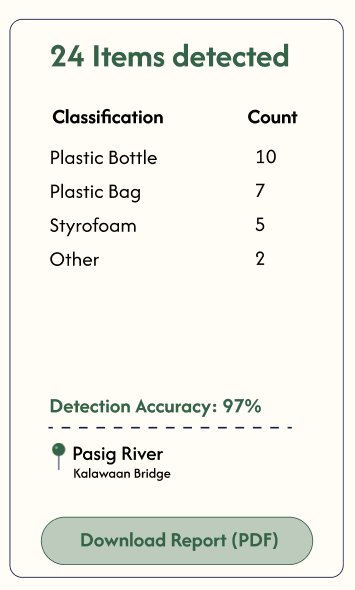 24 Items detected
Classification Count
Plastic Bottle 10
Plastic Bag 7
Styrofoam 5
Other 2
Detection Accuracy: 97%
Pasig River
Kalawaan Bridge
Download Report (PDF)